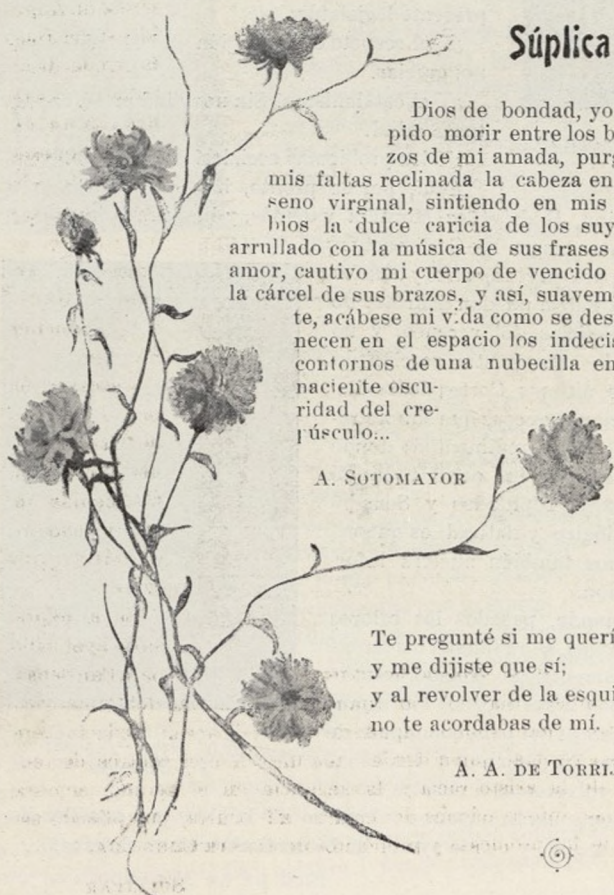 Súplica
Dios de bondad, yo
pido morir entre los b
zos de mi amada, purg
mis faltas reclinada la cabeza en
seno virginal, sintiendo en mis
bios la dulce caricia de los suy
arrullado con la música de sus frases
amor, cautivo mi cuerpo de vencido
la cárcel de sus brazos, y así, suavem
te, acábese mi vida como se des
necen en el espacio los indecis
contornos de una nubecilla en
naciente oscu-
ridad del cre-
púsculo...
A. SOTOMAYOR
Te pregunté si me querí
y me dijiste que sí;
y al revolver de la esqui
no te acordabas de mí.
A. A. DE TORRI.